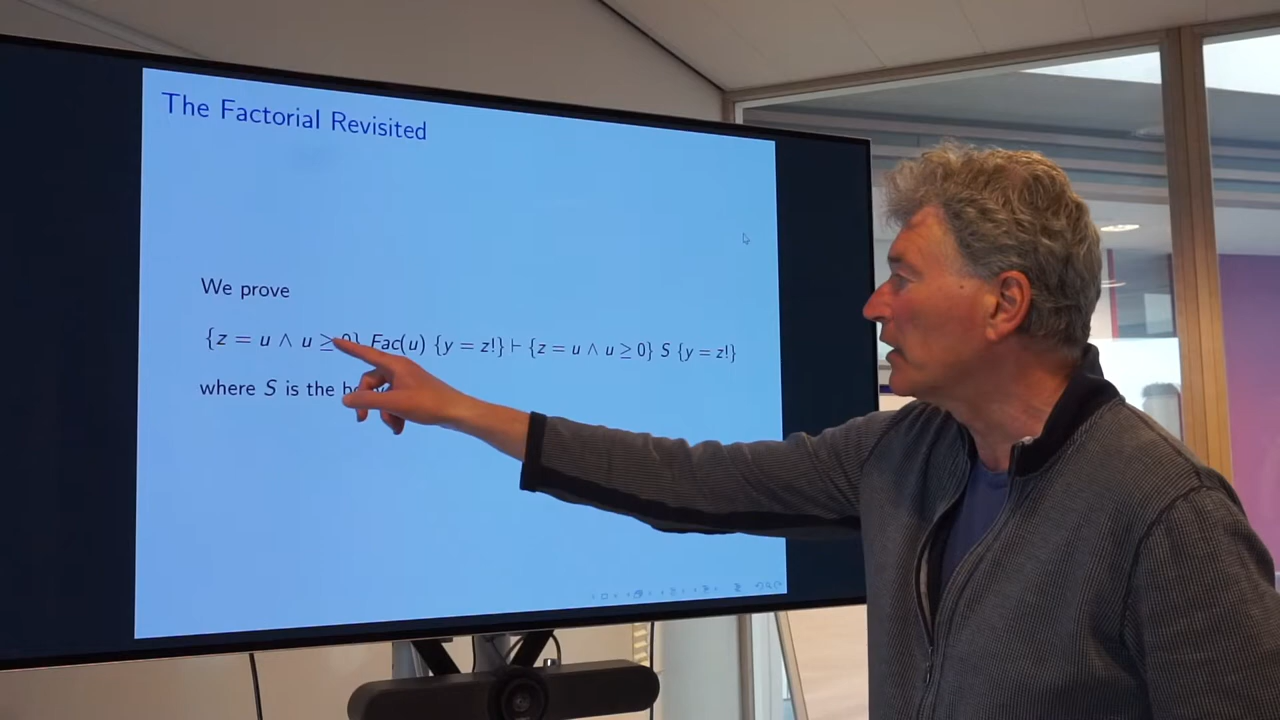 The Factorial Revisited
We prove
{z = u ∧ u ≥ 0} Fac(u) {y = z!} ⊢ {z = u ∧ u ≥ 0} S {y = z!}
where S is the